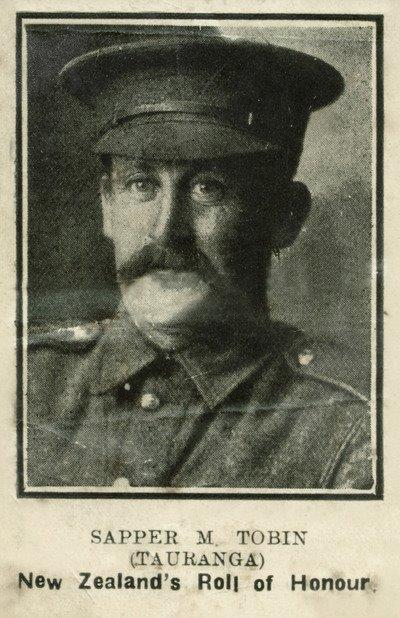 SAPPER M. TOBIN
(TAURANGA)
New Zealand's Roll of Honour.